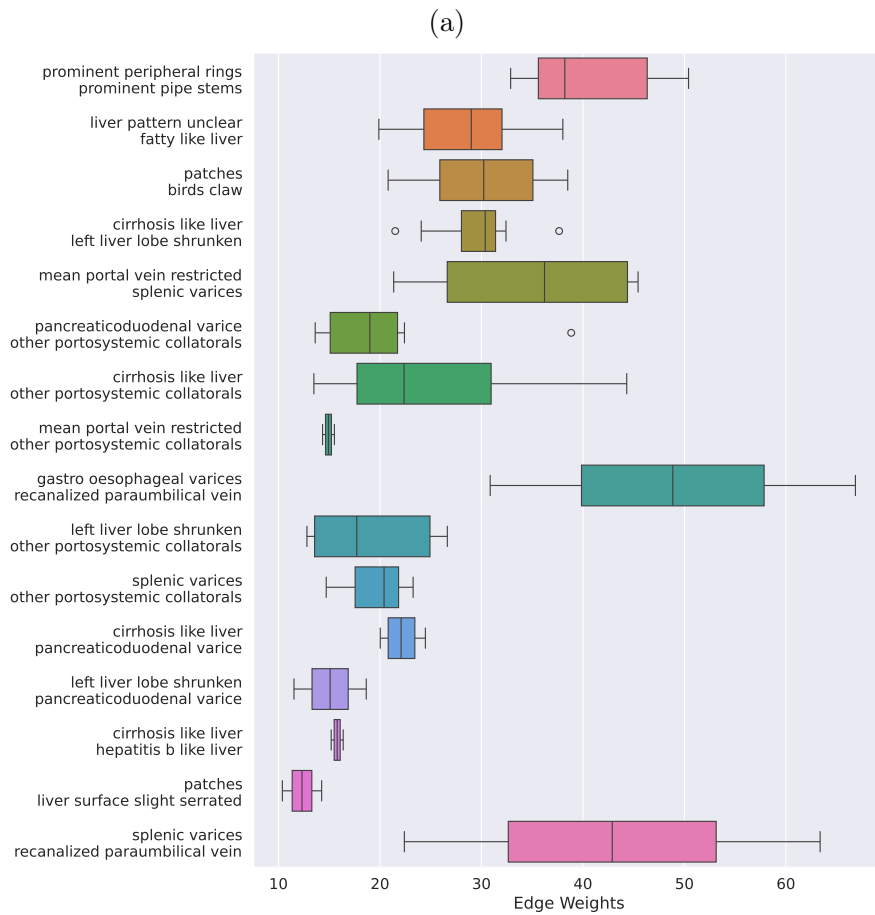 (a)
prominent peripheral rings
prominent pipe stems
liver pattern unclear
fatty like liver
patches
birds claw
cirrhosis like liver
left liver lobe shrunken
mean portal vein restricted
splenic varices
pancreaticoduodenal varice
other portosystemic collatorals
cirrhosis like liver
other portosystemic collatorals
mean portal vein restricted
other portosystemic collatorals
gastro oesophageal varices
recanalized paraumbilical vein
left liver lobe shrunken
other portosystemic collatorals
splenic varices
other portosystemic collatorals
cirrhosis like liver
pancreaticoduodenal varice
left liver lobe shrunken
pancreaticoduodenal varice
cirrhosis like liver
hepatitis b like liver
patches
liver surface slight serrated
splenic varices
recanalized paraumbilical vein
10 20 30 40 50 60
Edge Weights